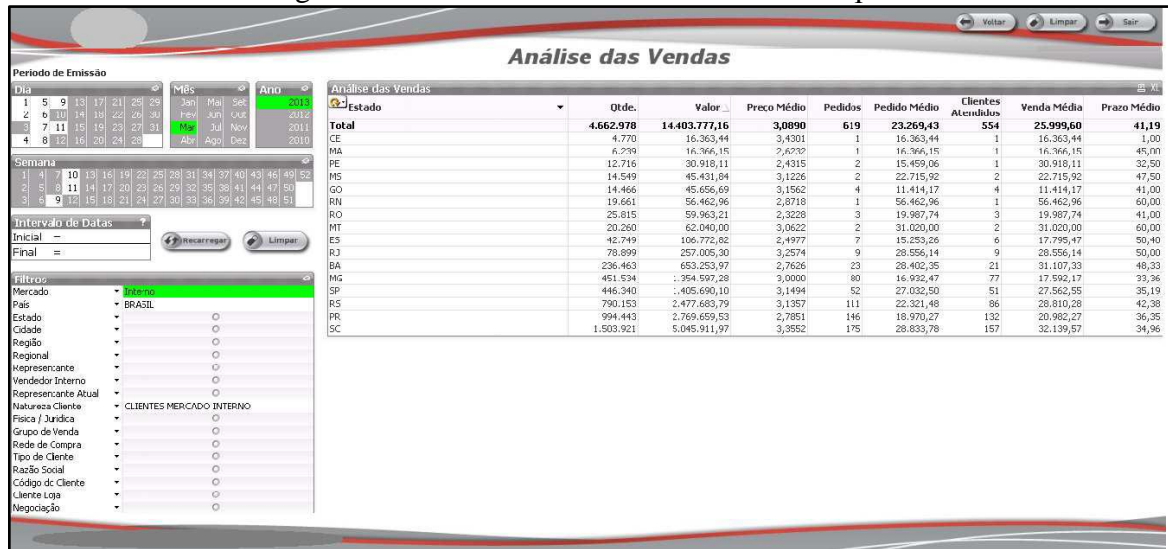 Voltar Limpar Sair
Análise das Vendas
Periodo de Emissão
Dia Mês Ano
1 5 9 13 17 21 25 29 Jan Mai Set 2013
2 6 10 14 18 22 26 30 Fev Jun Out 2012
3 7 11 15 19 23 27 31 Mar Jul Nov 2011
4 8 12 16 20 24 28 Abr Ago Dez 2010
Semana
1 4 7 10 13 16 19 22 25 28 31 34 37 40 43 46 49 52
2 5 8 11 14 17 20 23 26 29 32 35 38 41 44 47 50
3 6 9 12 15 18 21 24 27 30 33 36 39 42 45 48 51
Intervalo de Datas ?
Inicial =
Final =
Recarregar Limpar
Filtros
Mercado Interno
País BRASIL
Estado
Cidade
Região
Regional
Representante
Vendedor Interno
Representante Atual
Natureza Cliente CLIENTES MERCADO INTERNO
Fisica / Juridica
Grupo de Venda
Rede de Compra
Tipo de Cliente
Razão Social
Código do Cliente
Cliente Loja
Negociação
Análise das Vendas XL
Estado Qtde. Valor Preço Médio Pedidos Pedido Médio Clientes Atendidos Venda Média Prazo Médio
Total 4.662.978 14.403.777,16 3,0890 619 23.269,43 554 25.999,60 41,19
CE 4.770 16.363,44 3,4301 1 16.363,44 1 16.363,44 1,00
MA 6.239 16.366,15 2,6232 1 16.366,15 1 16.366,15 45,00
PE 12.716 30.918,11 2,4315 2 15.459,06 1 30.918,11 32,50
MS 14.549 45.431,84 3,1226 2 22.715,92 2 22.715,92 47,50
GO 14.466 45.656,69 3,1562 4 11.414,17 4 11.414,17 41,00
RN 19.661 56.462,96 2,8718 1 56.462,96 1 56.462,96 60,00
RO 25.815 59.963,21 2,3228 3 19.987,74 3 19.987,74 41,00
MT 20.260 62.040,00 3,0622 2 31.020,00 2 31.020,00 60,00
ES 42.749 106.772,82 2,4977 7 15.253,26 6 17.795,47 50,40
RJ 78.899 257.005,30 3,2574 9 28.556,14 9 28.556,14 50,00
BA 236.463 653.253,97 2,7626 23 28.402,35 21 31.107,33 48,33
MG 451.534 1.354.597,28 3,0000 80 16.932,47 77 17.592,17 33,36
SP 446.340 1.405.690,10 3,1494 52 27.032,50 51 27.562,55 35,19
RS 790.153 2.477.683,79 3,1357 111 22.321,48 86 28.810,28 42,38
PR 994.443 2.769.659,53 2,7851 146 18.970,27 132 20.982,27 36,35
SC 1.503.921 5.045.911,97 3,3552 175 28.833,78 157 32.139,57 34,96